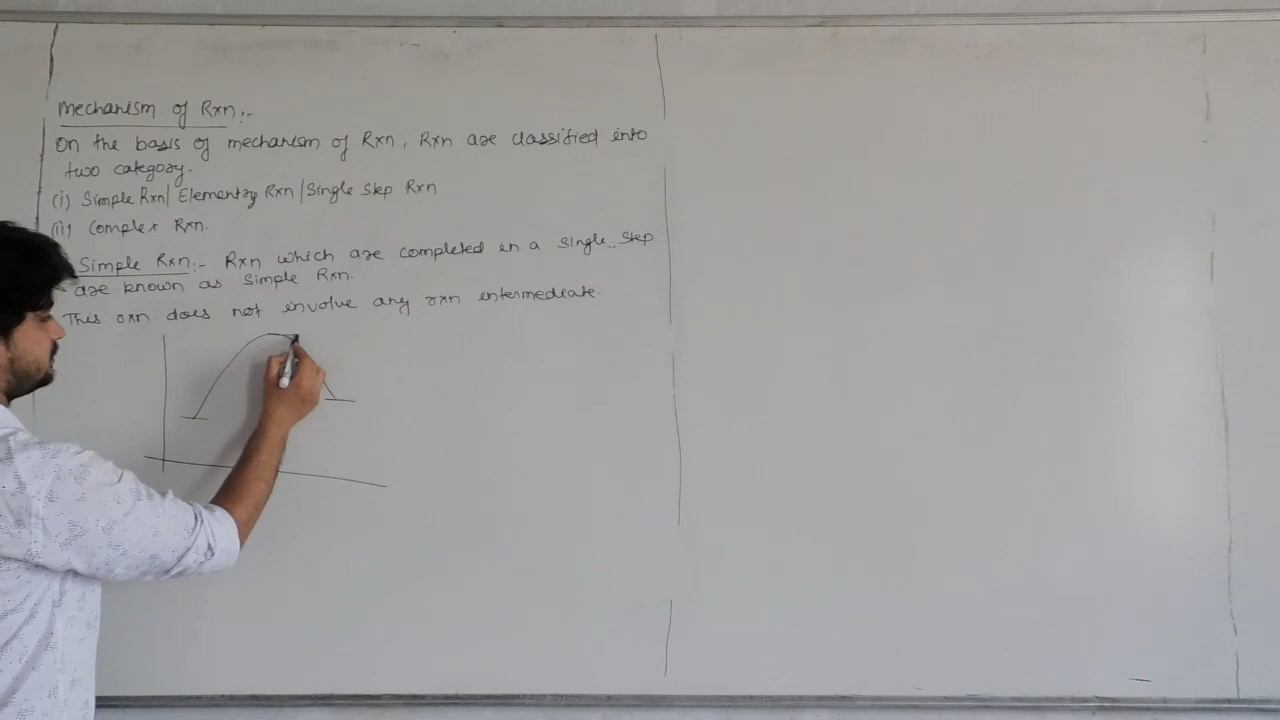 Mechanism of Rxn:-
On the basis of mechanism of Rxn, Rxn are classified into
two category.
(i) Simple Rxn/ Elementry Rxn /Single Step Rxn
(ii) Complex Rxn.
Simple Rxn:- Rxn which are completed in a single step
are known as Simple Rxn.
This rxn does not involve any rxn intermediate.